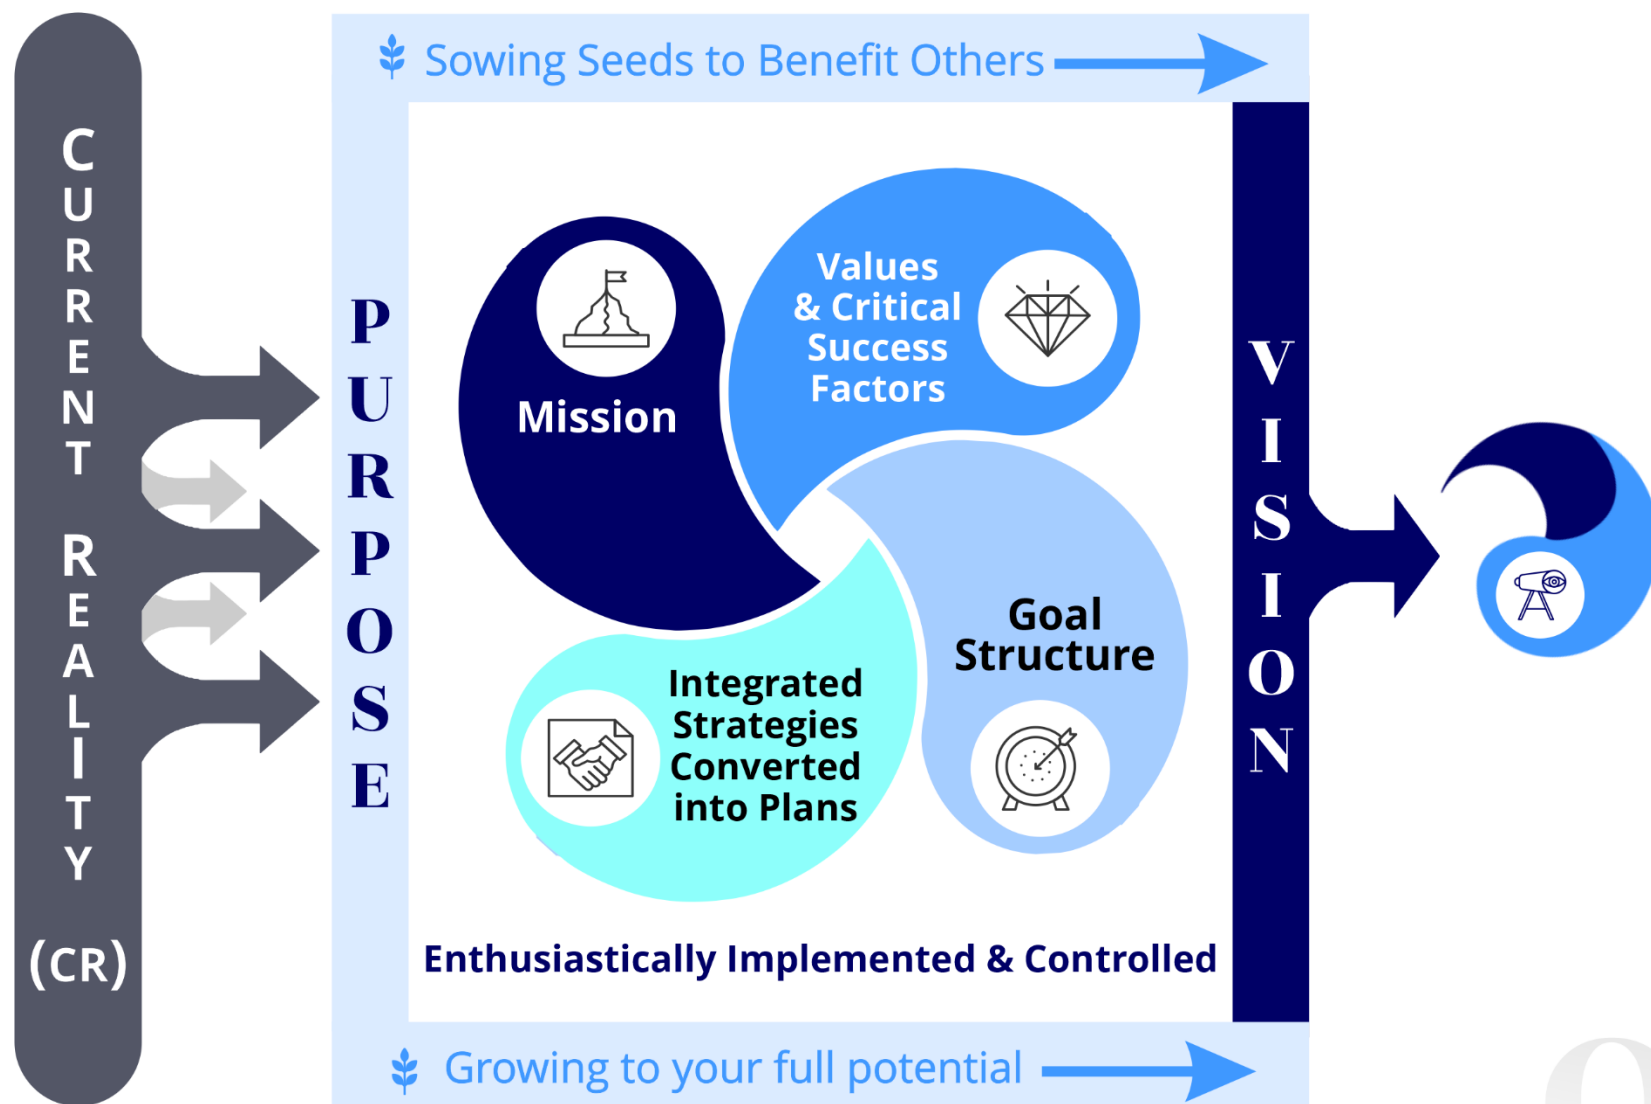 CURRENT REALITY (CR)
Sowing Seeds to Benefit Others
PURPOSE
Mission
Values
& Critical
Success
Factors
Goal
Structure
Integrated
Strategies
Converted
into Plans
Enthusiastically Implemented & Controlled
VISION
Growing to your full potential